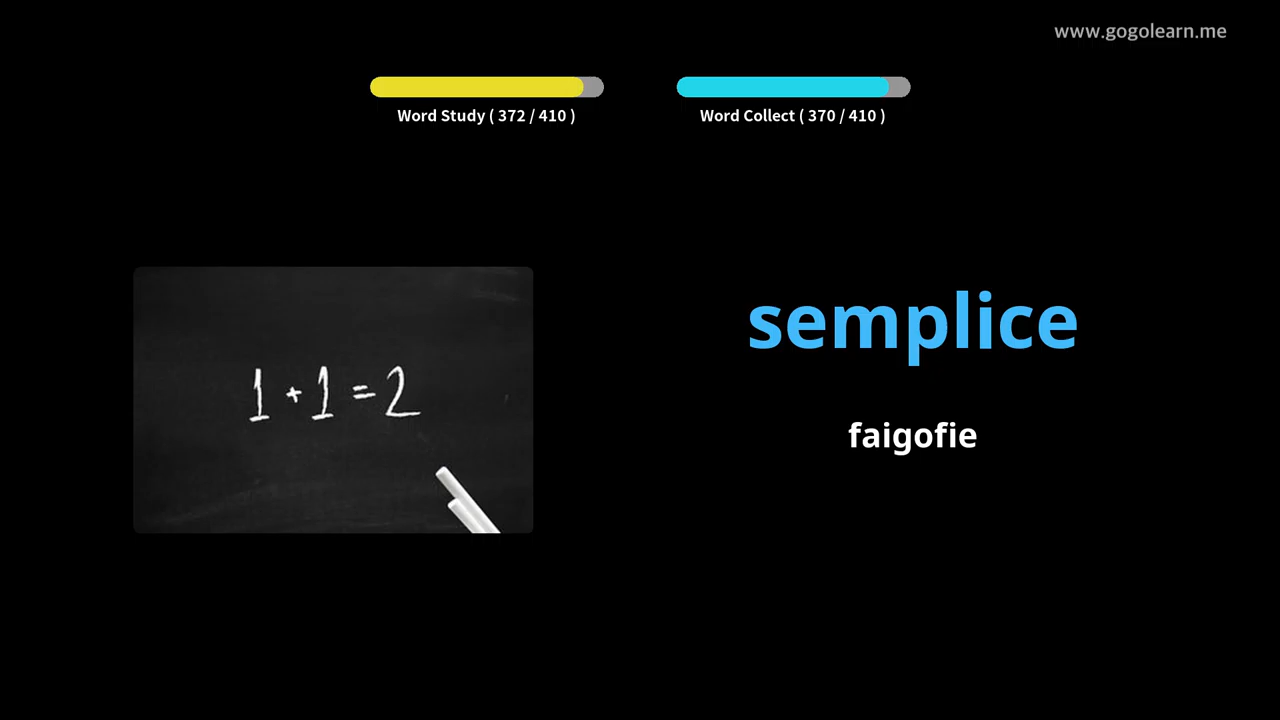 www.gogolearn.me
Word Study ( 372 / 410 )
Word Collect ( 370 / 410 )
semplice
faigofie
1 + 1 = 2